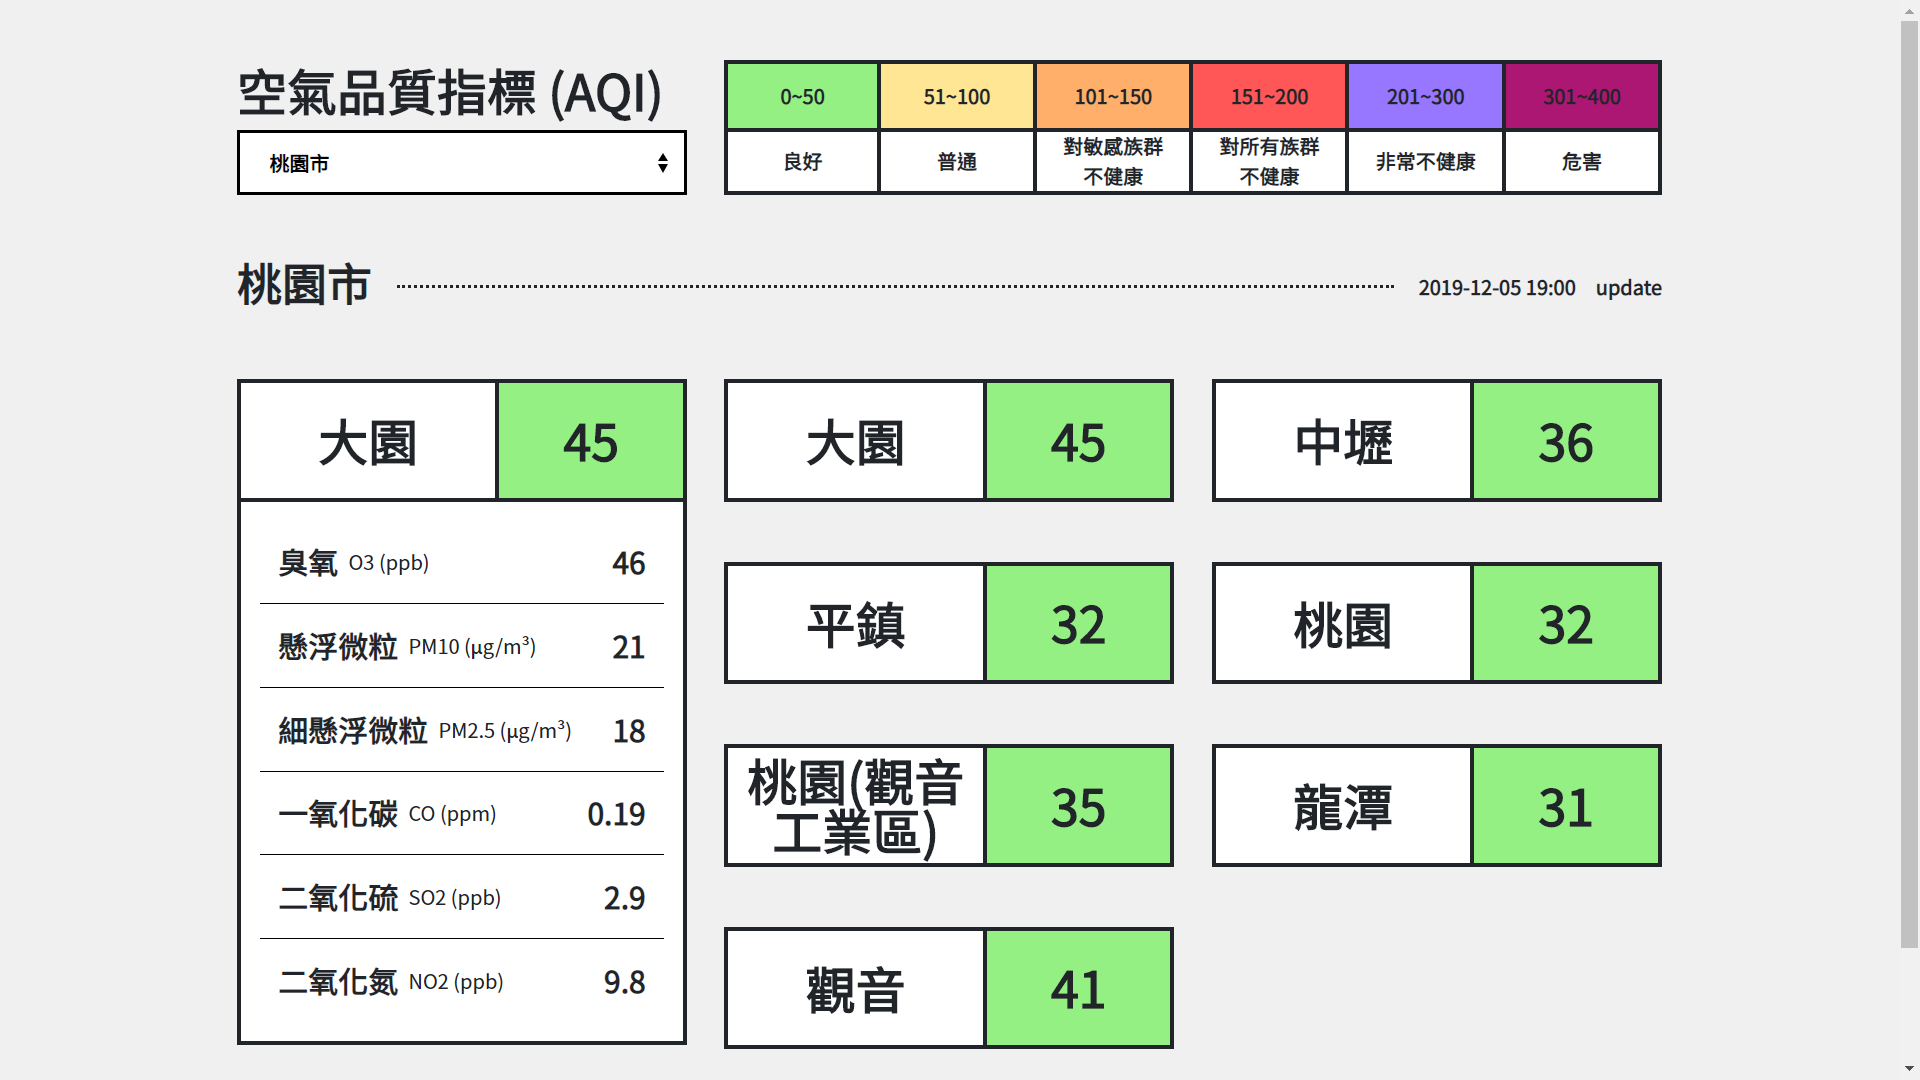 空氣品質指標 (AQI)
桃園市
0~50
51~100
101~150
151~200
201~300
301~400
良好
普通
對敏感族群
不健康
對所有族群
不健康
非常不健康
危害
桃園市
2019-12-05 19:00 update
大園 45
臭氧 O3 (ppb) 46
懸浮微粒 PM10 (μg/m³) 21
細懸浮微粒 PM2.5 (μg/m³) 18
一氧化碳 CO (ppm) 0.19
二氧化硫 SO2 (ppb) 2.9
二氧化氮 NO2 (ppb) 9.8
大園 45
中壢 36
平鎮 32
桃園 32
桃園(觀音
工業區)
35
龍潭 31
觀音 41